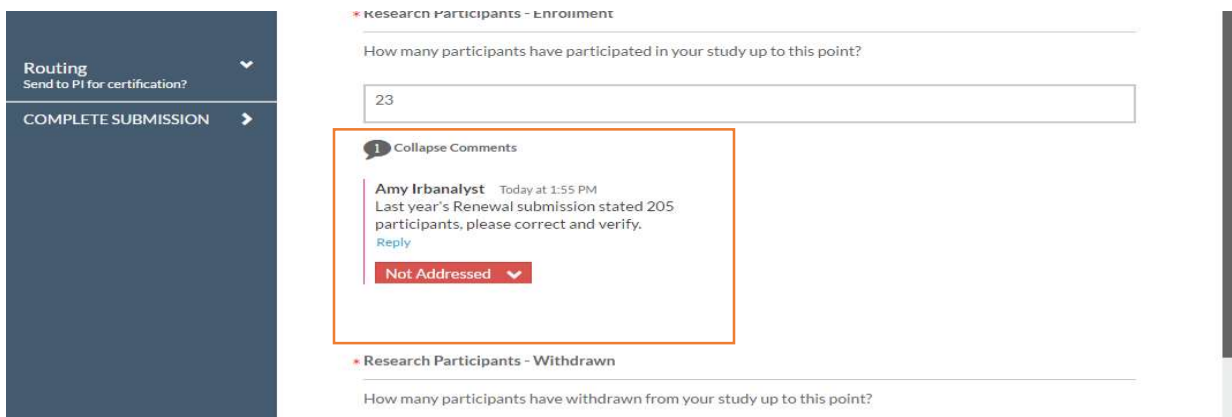 Routing
Send to PI for certification?
COMPLETE SUBMISSION
* Research Participants - Enrollment
How many participants have participated in your study up to this point?
23
1 Collapse Comments
Amy Irbanalyst Today at 1:55 PM
Last year's Renewal submission stated 205
participants, please correct and verify.
Reply
Not Addressed
* Research Participants - Withdrawn
How many participants have withdrawn from your study up to this point?